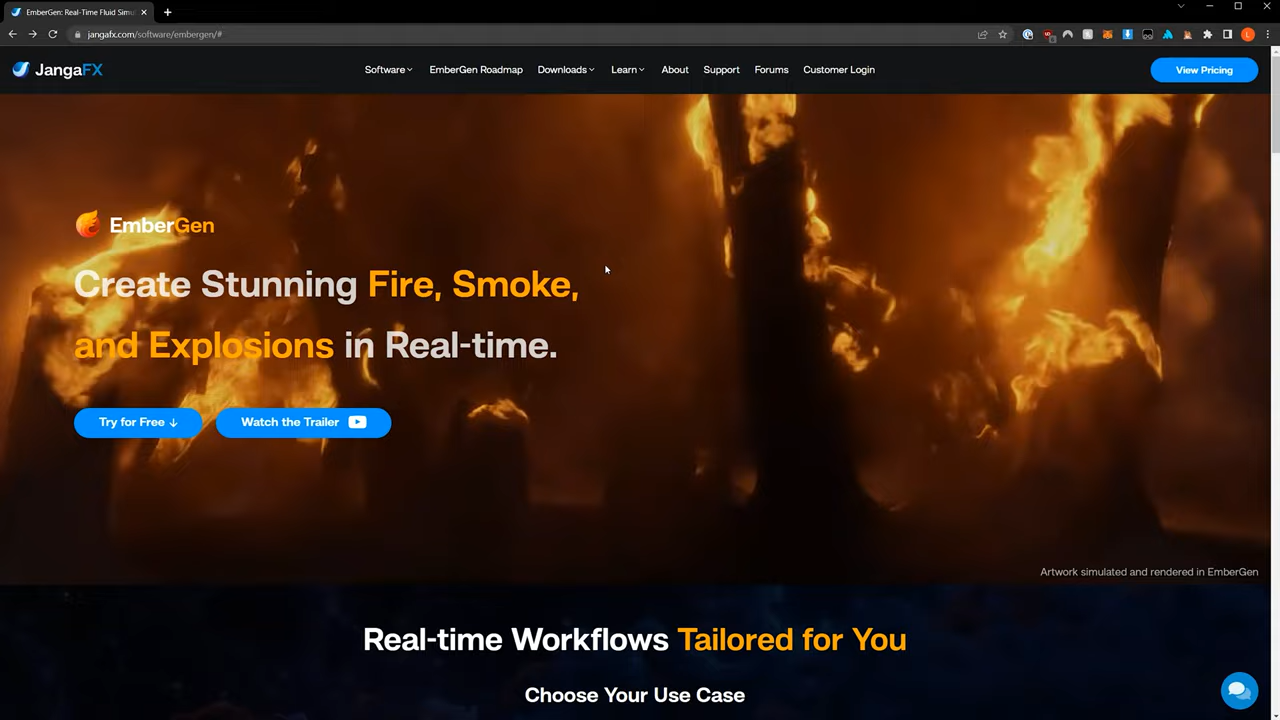 EmberGen: Real-Time Fluid Simu
jangafx.com/software/embergen/#
JangaFX
Software
EmberGen Roadmap
Downloads
Learn
About
Support
Forums
Customer Login
View Pricing
EmberGen
Create Stunning Fire, Smoke,
and Explosions in Real-time.
Try for Free ↓
Watch the Trailer
Artwork simulated and rendered in EmberGen
Real-time Workflows Tailored for You
Choose Your Use Case